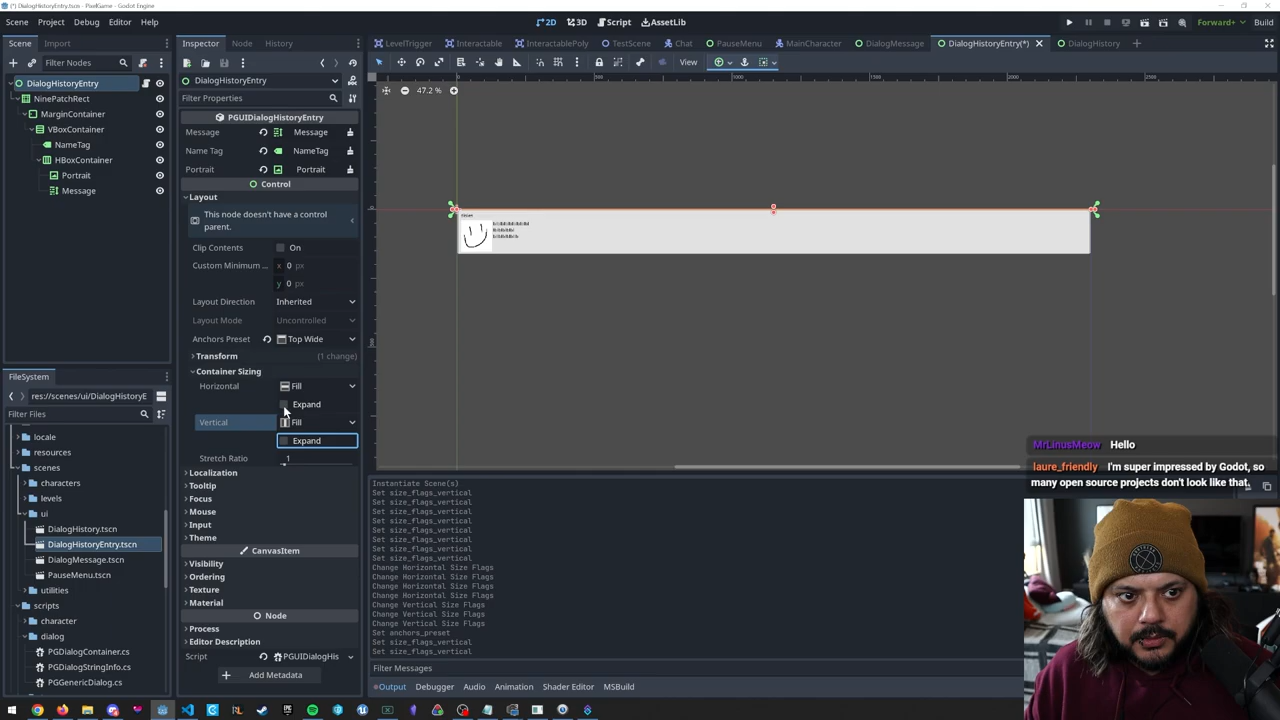 (*) DialogHistoryEntry.tscn - PixelGame - Godot Engine
Scene Project Debug Editor Help
2D 3D Script AssetLib
Forward+ Build
Scene Import
Inspector Node History
LevelTrigger Interactable InteractablePoly TestScene Chat PauseMenu MainCharacter DialogMessage DialogHistoryEntry(*) DialogHistory
Filter Nodes
View
DialogHistoryEntry
NinePatchRect
MarginContainer
VBoxContainer
NameTag
HBoxContainer
Portrait
Message
DialogHistoryEntry
Filter Properties
PGUIDialogHistoryEntry
Message Message
Name Tag NameTag
Portrait Portrait
Control
Layout
This node doesn't have a control parent.
Clip Contents On
Custom Minimum ... x 0 px
y 0 px
Layout Direction Inherited
Layout Mode Uncontrolled
Anchors Preset Top Wide
Transform (1 change)
Container Sizing
Horizontal Fill
Expand
Vertical Fill
Expand
Stretch Ratio 1
Localization
Tooltip
Focus
Mouse
Input
Theme
CanvasItem
Visibility
Ordering
Texture
Material
Node
Process
Editor Description
Script PGUIDialogHis
Add Metadata
47.2 %
500 1000 1500 2000 2500
FileSystem
res://scenes/ui/DialogHistoryE
Filter Files
locale
resources
scenes
characters
levels
ui
DialogHistory.tscn
DialogHistoryEntry.tscn
DialogMessage.tscn
PauseMenu.tscn
utilities
scripts
character
dialog
PGDialogContainer.cs
PGDialogStringInfo.cs
PGGenericDialog.cs
Instantiate Scene(s)
Set size_flags_vertical
Set size_flags_vertical
Set size_flags_vertical
Set size_flags_vertical
Set size_flags_vertical
Set size_flags_vertical
Set size_flags_vertical
Set size_flags_vertical
Change Horizontal Size Flags
Change Horizontal Size Flags
Change Horizontal Size Flags
Change Horizontal Size Flags
Change Vertical Size Flags
Change Vertical Size Flags
Change Vertical Size Flags
Set anchors_preset
Set size_flags_vertical
Set size_flags_vertical
Filter Messages
Output Debugger Audio Animation Shader Editor MSBuild
MrLinusMeow Hello
laure_friendly I'm super impressed by Godot, so
many open source projects don't look like that.